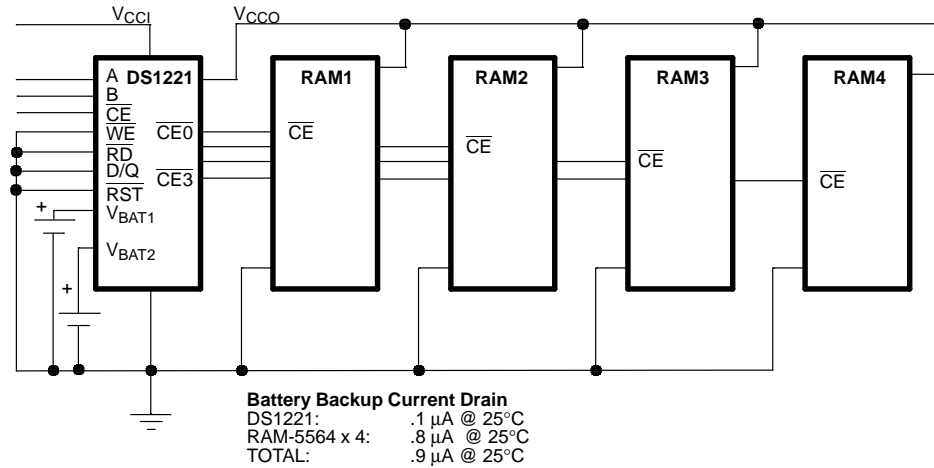 VCCI
VCCO
DS1221
RAM1
RAM2
RAM3
RAM4
A
B
CE
WE
RD
D/Q
RST
VBAT1
VBAT2
CE0
CE3
CE
CE
CE
CE
+
+
Battery Backup Current Drain
DS1221: .1 µA @ 25°C
RAM-5564 x 4: .8 µA @ 25°C
TOTAL: .9 µA @ 25°C